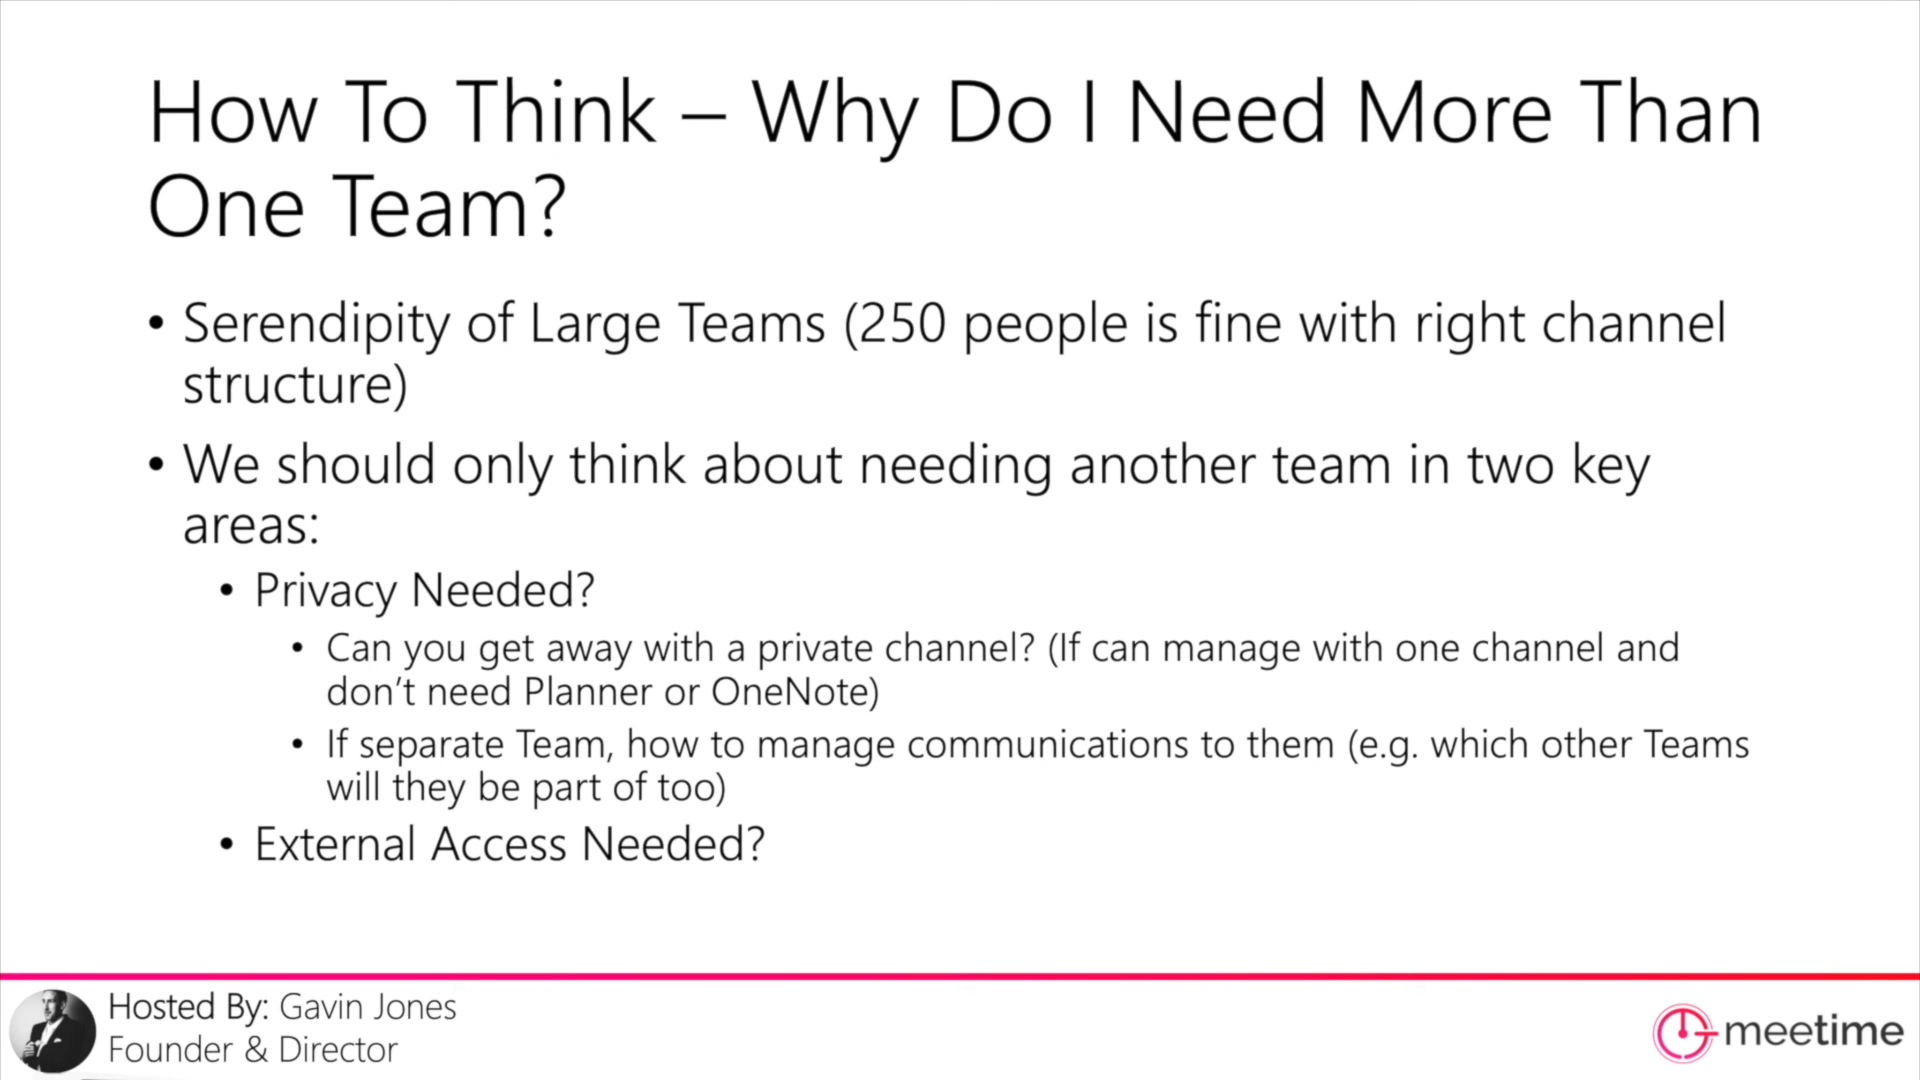 How To Think – Why Do I Need More Than
One Team?
• Serendipity of Large Teams (250 people is fine with right channel
structure)
• We should only think about needing another team in two key
areas:
• Privacy Needed?
• Can you get away with a private channel? (If can manage with one channel and
don’t need Planner or OneNote)
• If separate Team, how to manage communications to them (e.g. which other Teams
will they be part of too)
• External Access Needed?
Hosted By: Gavin Jones
Founder & Director
meetime